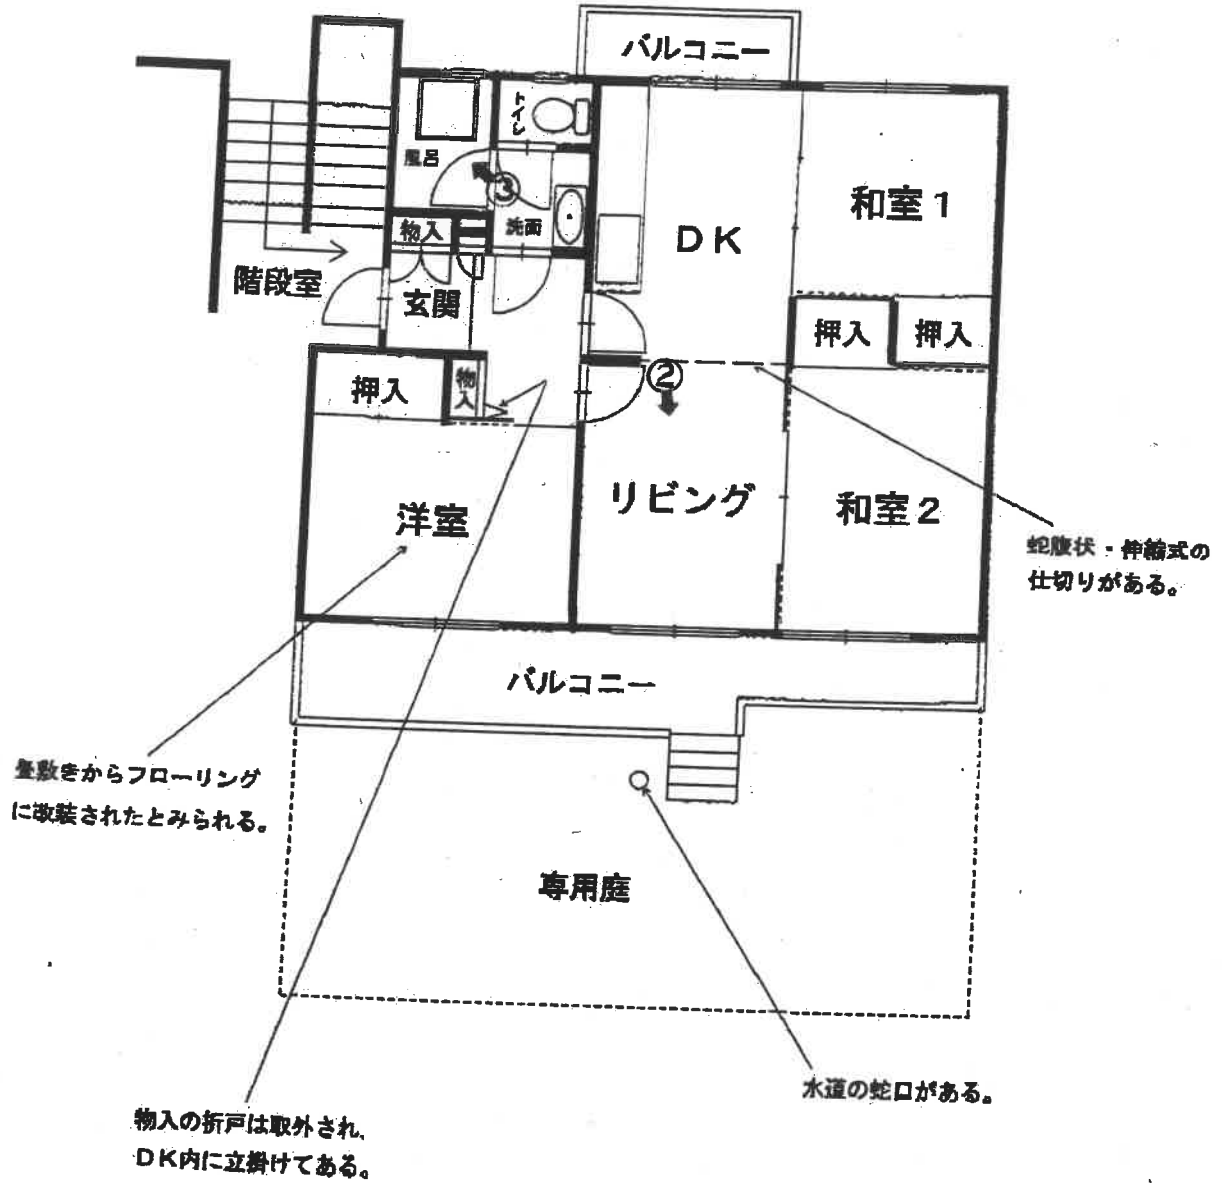 バルコニー
トイレ
風呂
③
和室１
物入
洗面
ＤＫ
階段室
玄関
押入
押入
押入
物入
②
洋室
リビング
和室２
蛇腹状・伸縮式の
仕切りがある。
バルコニー
畳敷きからフローリング
に改装されたとみられる。
専用庭
水道の蛇口がある。
物入の折戸は取外され、
ＤＫ内に立掛けてある。